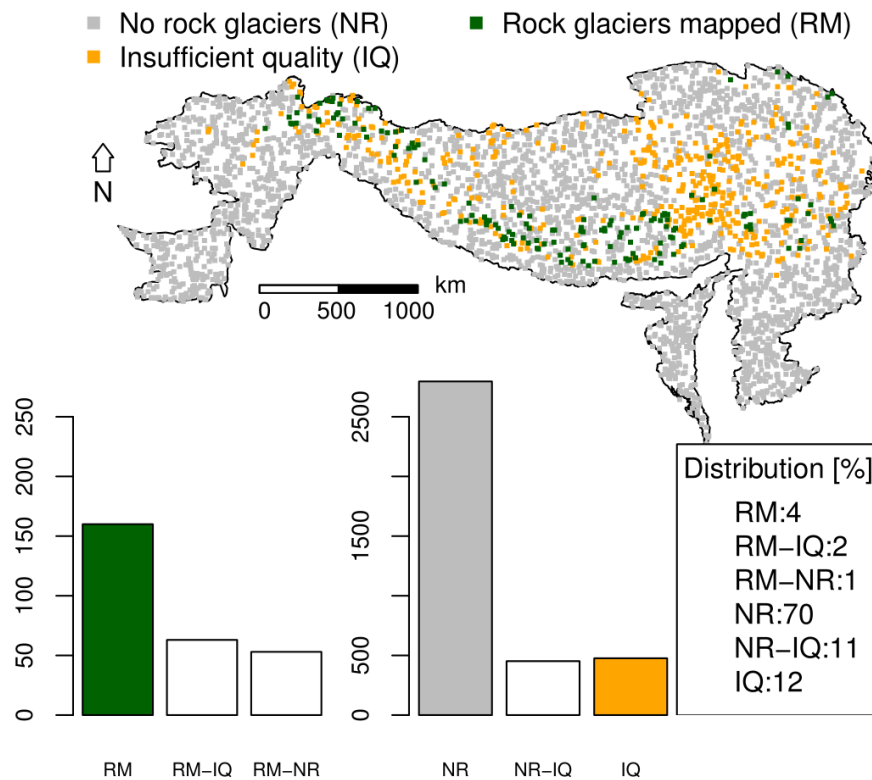 No rock glaciers (NR)
Rock glaciers mapped (RM)
Insufficient quality (IQ)
N
km
0 500 1000
250
200
150
100
50
0
RM RM−IQ RM−NR
2500
1500
500
0
NR NR−IQ IQ
Distribution [%]
RM:4
RM−IQ:2
RM−NR:1
NR:70
NR−IQ:11
IQ:12